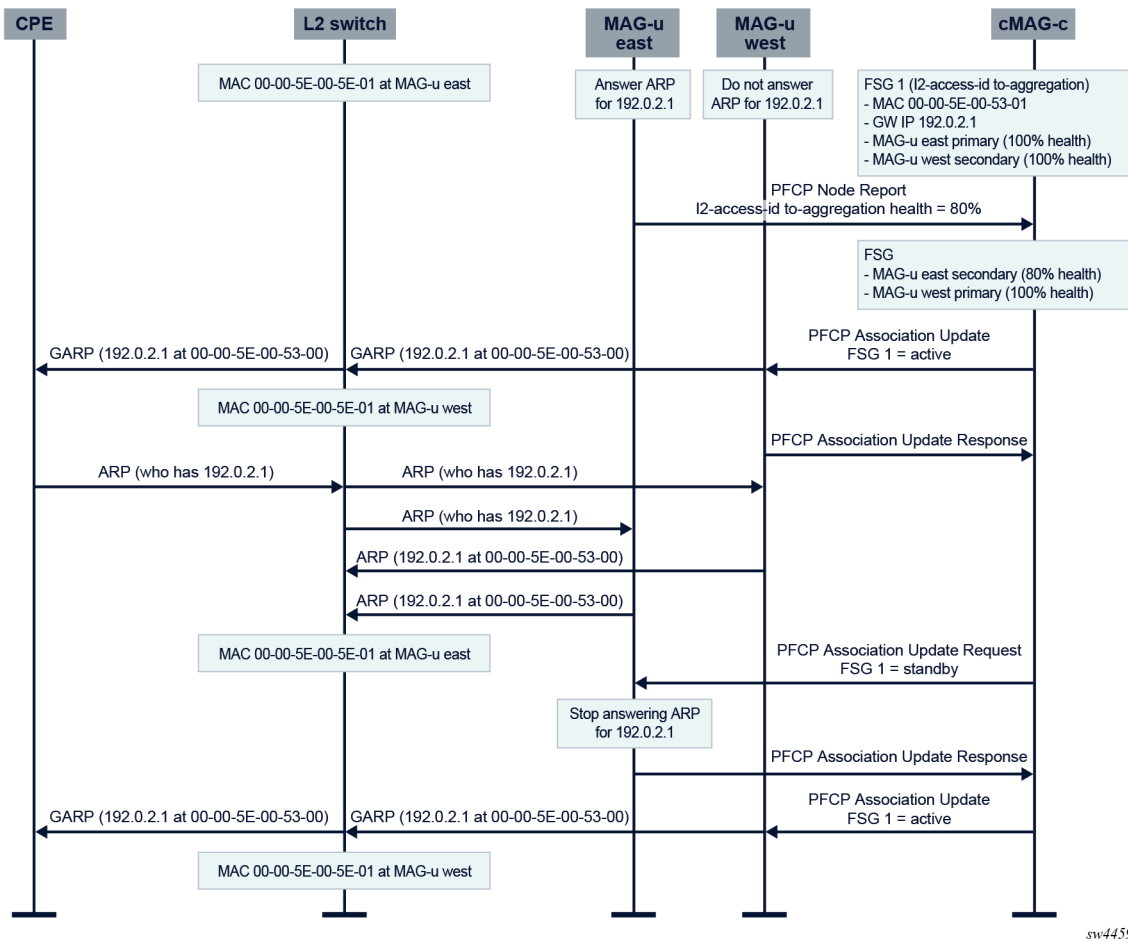 CPE
L2 switch
MAG-u
east
MAG-u
west
cMAG-c
MAC 00-00-5E-00-5E-01 at MAG-u east
Answer ARP
for 192.0.2.1
Do not answer
ARP for 192.0.2.1
FSG 1 (l2-access-id to-aggregation)
- MAC 00-00-5E-00-53-01
- GW IP 192.0.2.1
- MAG-u east primary (100% health)
- MAG-u west secondary (100% health)
PFCP Node Report
l2-access-id to-aggregation health = 80%
FSG
- MAG-u east secondary (80% health)
- MAG-u west primary (100% health)
PFCP Association Update
FSG 1 = active
GARP (192.0.2.1 at 00-00-5E-00-53-00)
GARP (192.0.2.1 at 00-00-5E-00-53-00)
MAC 00-00-5E-00-5E-01 at MAG-u west
PFCP Association Update Response
ARP (who has 192.0.2.1)
ARP (who has 192.0.2.1)
ARP (who has 192.0.2.1)
ARP (192.0.2.1 at 00-00-5E-00-53-00)
ARP (192.0.2.1 at 00-00-5E-00-53-00)
MAC 00-00-5E-00-5E-01 at MAG-u east
PFCP Association Update Request
FSG 1 = standby
Stop answering ARP
for 192.0.2.1
PFCP Association Update Response
PFCP Association Update
FSG 1 = active
GARP (192.0.2.1 at 00-00-5E-00-53-00)
GARP (192.0.2.1 at 00-00-5E-00-53-00)
MAC 00-00-5E-00-5E-01 at MAG-u west
sw4459